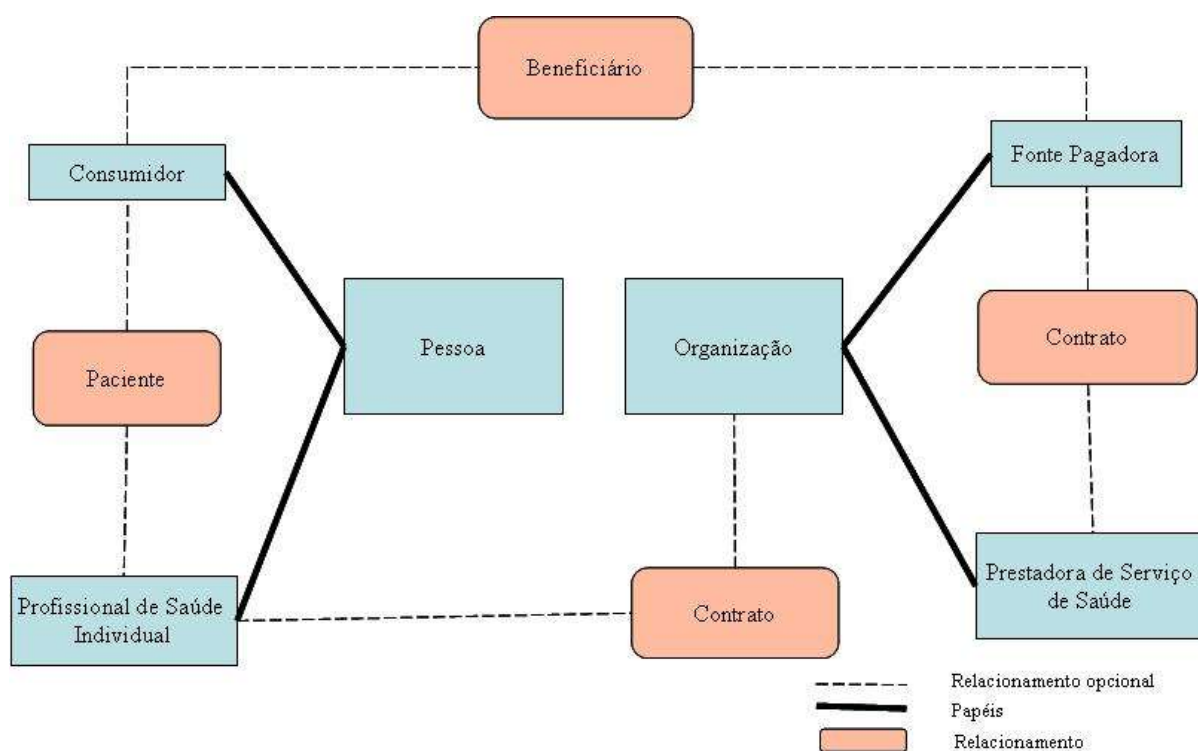 Beneficiário
Consumidor
Fonte Pagadora
Pessoa
Organização
Contrato
Paciente
Profissional de Saúde
Individual
Contrato
Prestadora de Serviço
de Saúde
Relacionamento opcional
Papéis
Relacionamento